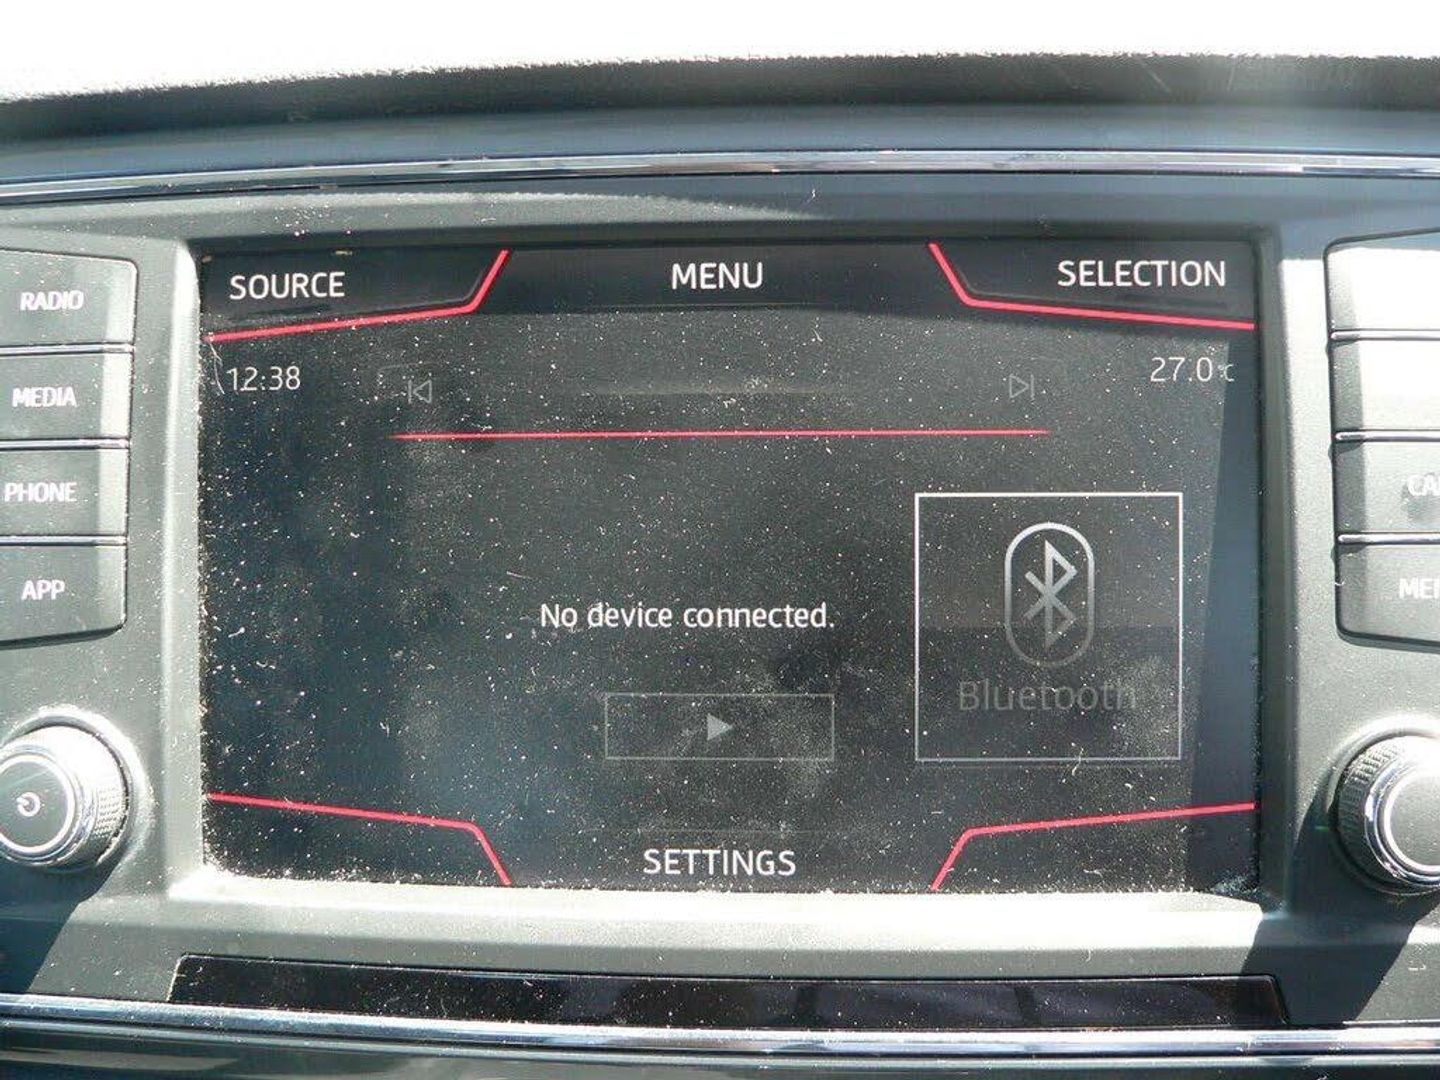 SOURCE
MENU
SELECTION
RADIO
12:38
27.0°C
MEDIA
PHONE
No device connected.
APP
Bluetooth
SETTINGS